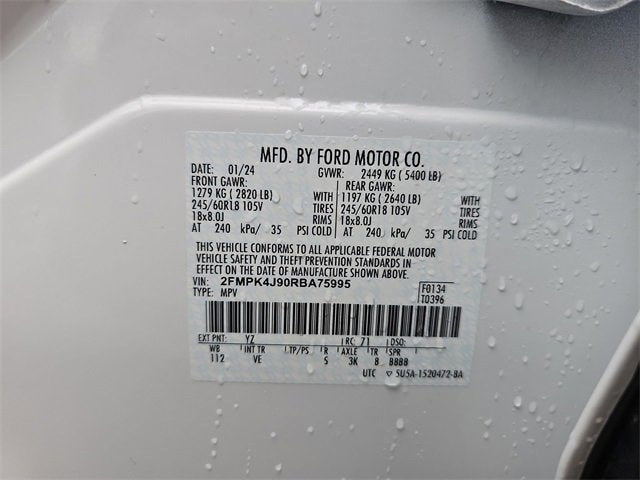 MFD. BY FORD MOTOR CO.
DATE: 01/24 GVWR: 2449 KG ( 5400 LB)
FRONT GAWR: REAR GAWR:
1279 KG ( 2820 LB) WITH 1197 KG ( 2640 LB) WITH
245/60R18 105V TIRES 245/60R18 105V TIRES
18x8.0J RIMS 18x8.0J RIMS
AT 240 kPa/ 35 PSI COLD AT 240 kPa/ 35 PSI COLD
THIS VEHICLE CONFORMS TO ALL APPLICABLE FEDERAL MOTOR
VEHICLE SAFETY AND THEFT PREVENTION STANDARDS IN
EFFECT ON THE DATE OF MANUFACTURE SHOWN ABOVE.
VIN: 2FMPK4J90RBA75995 F0134
TYPE: MPV T0396
EXT PNT: YZ RC: 71 DSO:
WB INT TR TP/PS R AXLE TR SPR
112 VE S 3K 8 8888
UTC ▽ 5U5A-1520472-BA